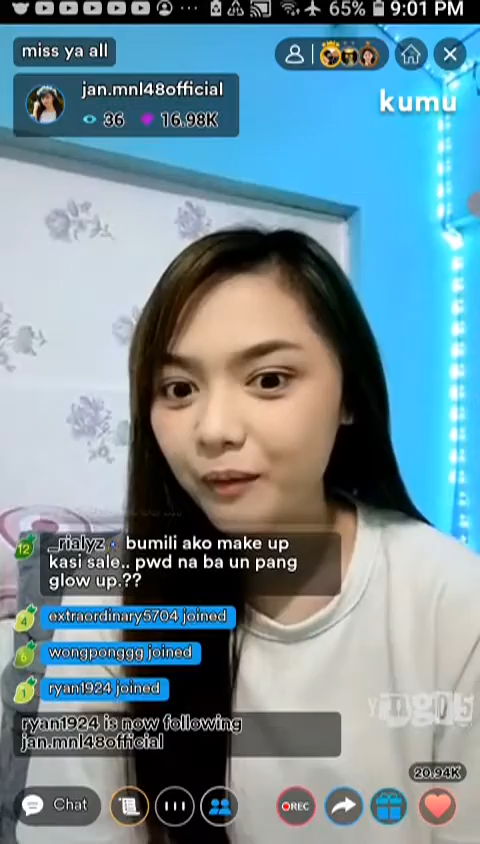 65% 9:01 PM
miss ya all
jan.mnl48official
36 16.98K
kumu
12 _rialyz bumili ako make up
kasi sale.. pwd na ba un pang
glow up.??
4 extraordinary5704 joined
6 wongponggg joined
1 ryan1924 joined
ryan1924 is now following
jan.mnl48official
20.94K
Chat
REC